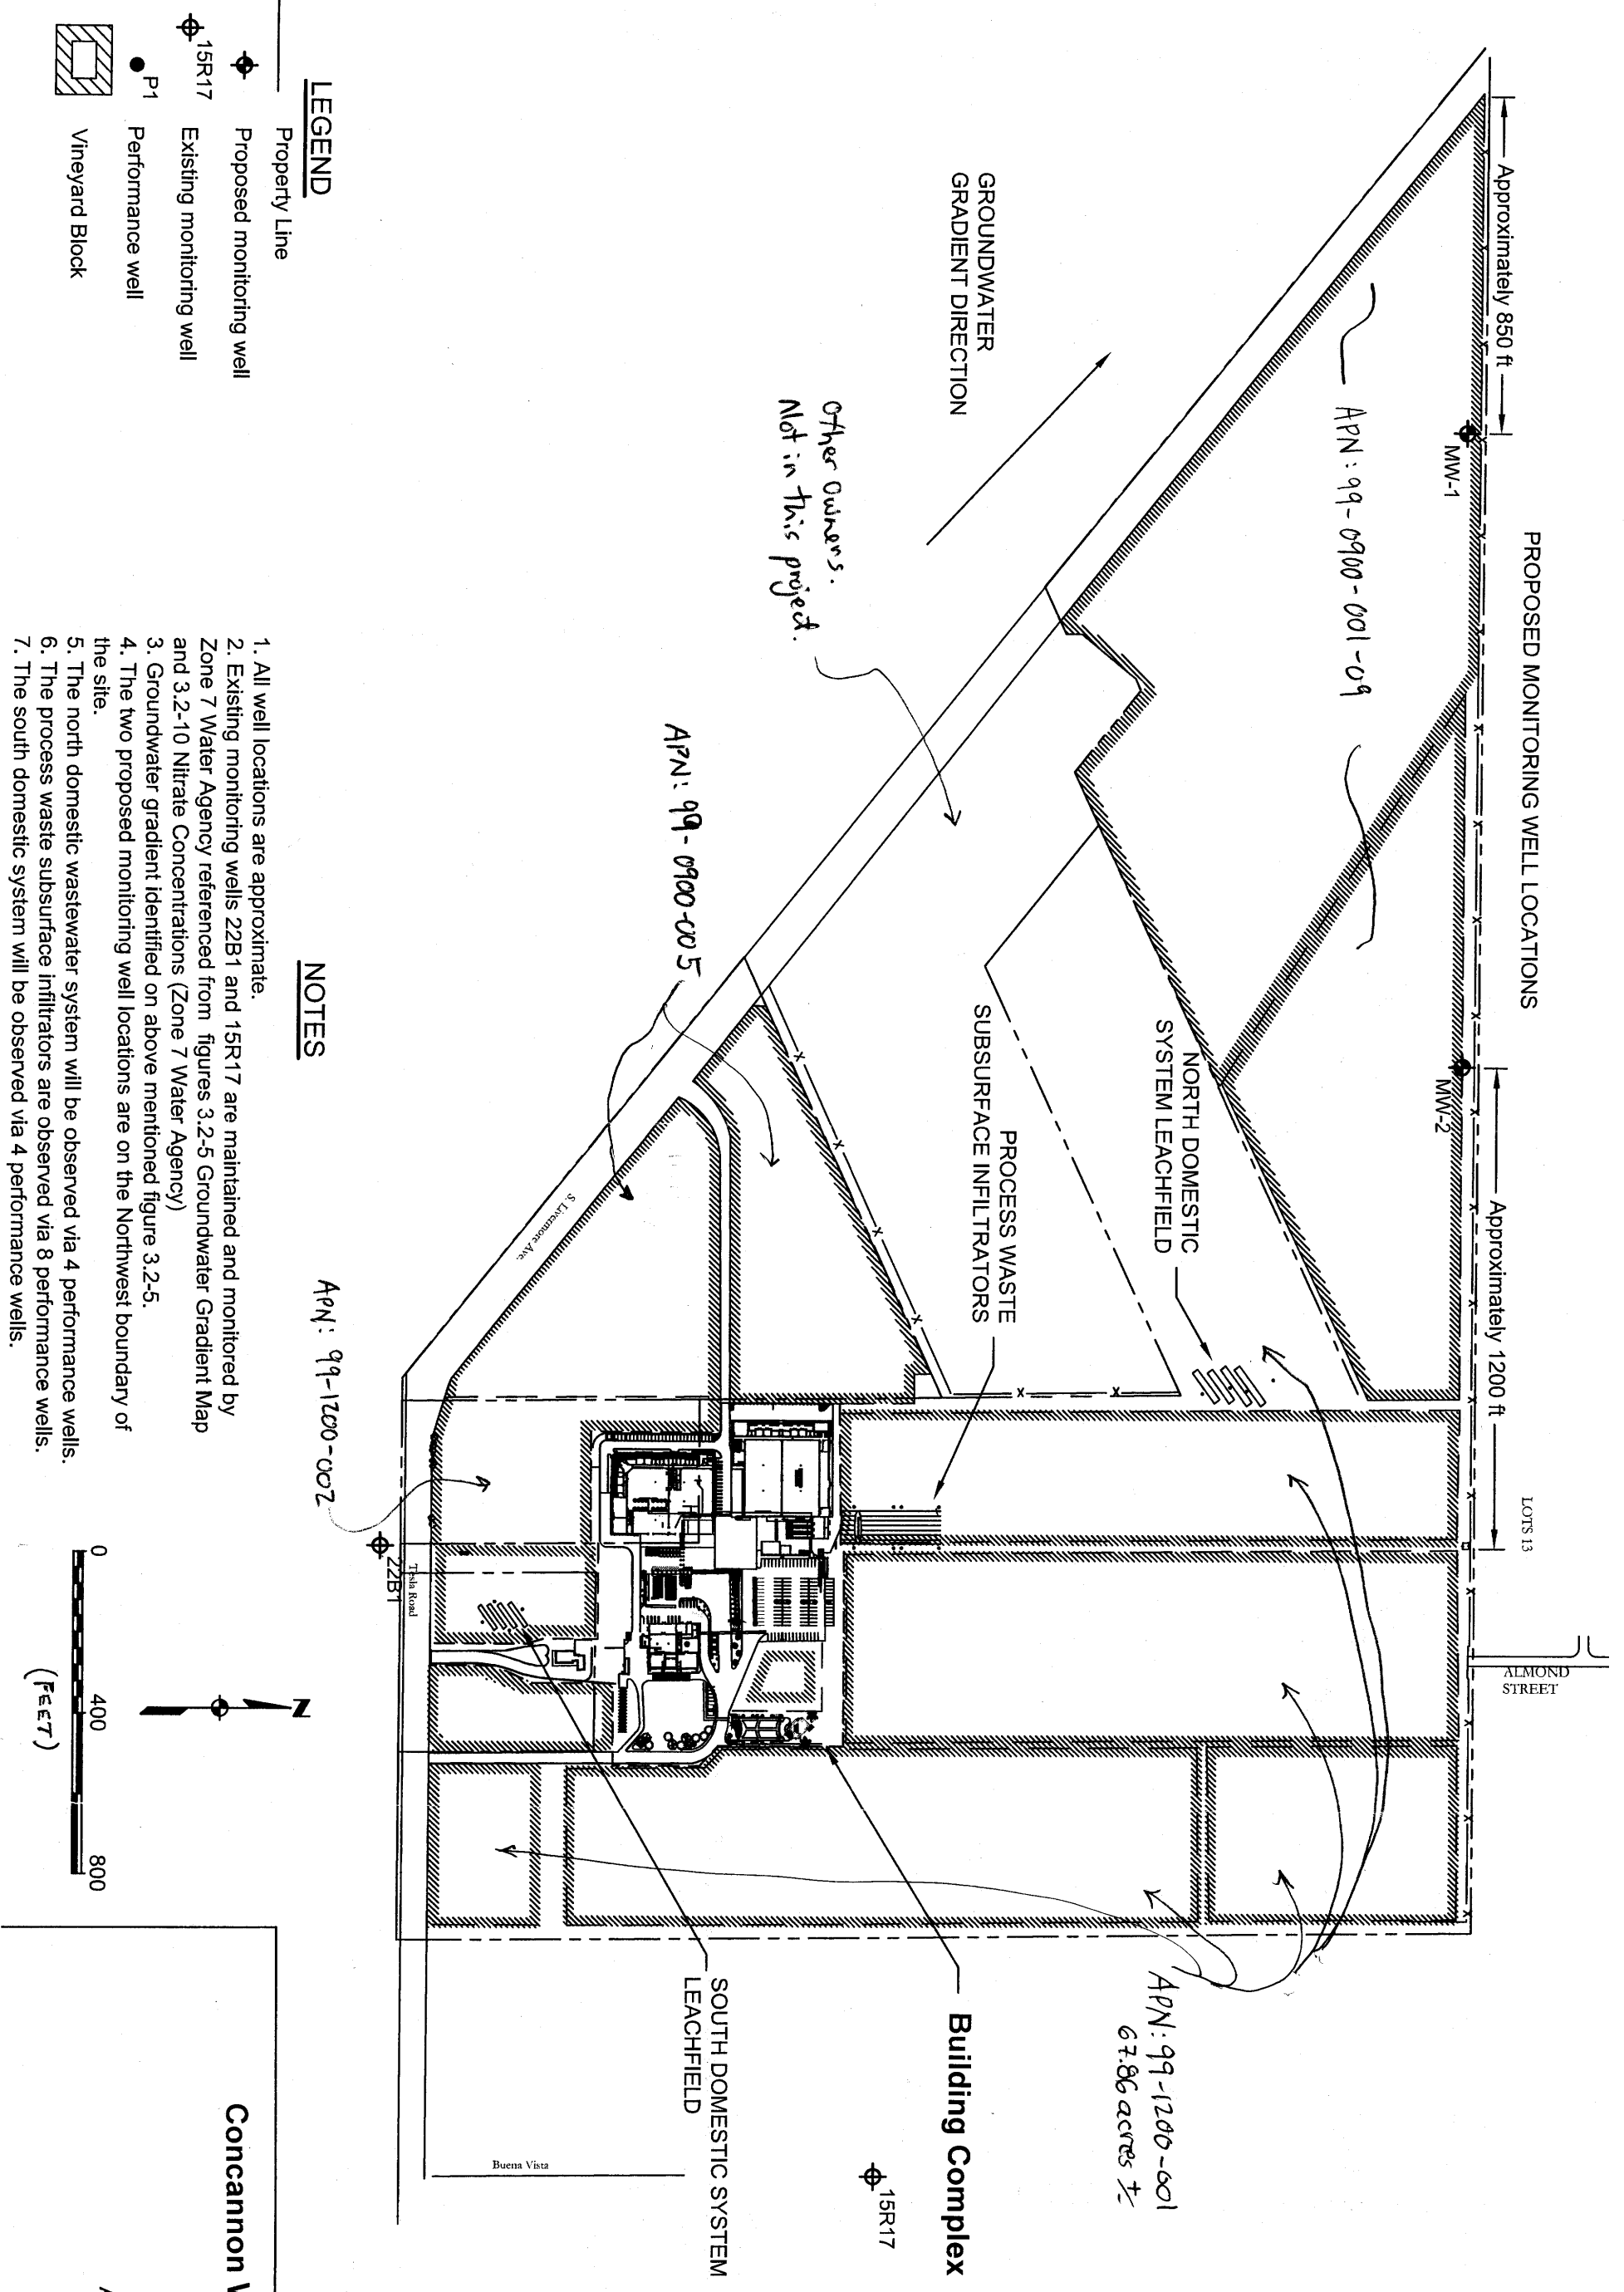 PROPOSED MONITORING WELL LOCATIONS
Approximately 850 ft
MW-1
MW-2
Approximately 1200 ft
LOTS 13
ALMOND
STREET
APN: 99-0900-001-09
GROUNDWATER
GRADIENT DIRECTION
Other Owners.
Not in this project.
NORTH DOMESTIC
SYSTEM LEACHFIELD
PROCESS WASTE
SUBSURFACE INFILTRATORS
APN: 99-0900-005
S. Livermore Ave.
APN: 99-1200-001
67.86 acres ±
Building Complex
15R17
SOUTH DOMESTIC SYSTEM
LEACHFIELD
Buena Vista
APN: 99-1200-002
22B1
Tesla Road
LEGEND
Property Line
Proposed monitoring well
15R17
Existing monitoring well
P1
Performance well
Vineyard Block
NOTES
1. All well locations are approximate.
2. Existing monitoring wells 22B1 and 15R17 are maintained and monitored by
Zone 7 Water Agency referenced from figures 3.2-5 Groundwater Gradient Map
and 3.2-10 Nitrate Concentrations (Zone 7 Water Agency)
3. Groundwater gradient identified on above mentioned figure 3.2-5.
4. The two proposed monitoring well locations are on the Northwest boundary of
the site.
5. The north domestic wastewater system will be observed via 4 performance wells.
6. The process waste subsurface infiltrators are observed via 8 performance wells.
7. The south domestic system will be observed via 4 performance wells.
N
0 400 800
(FEET)
Concannon